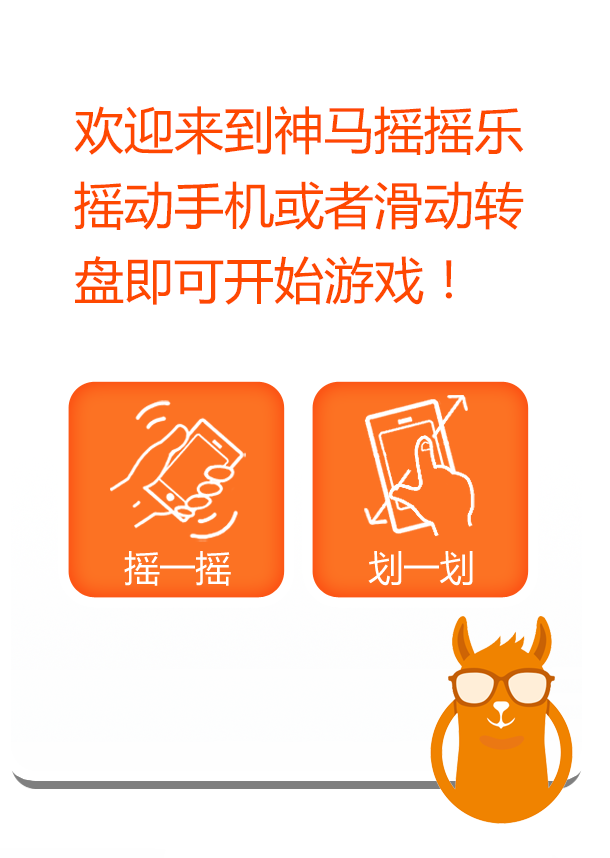 欢迎来到神马摇摇乐
摇动手机或者滑动转
盘即可开始游戏！
摇一摇
划一划